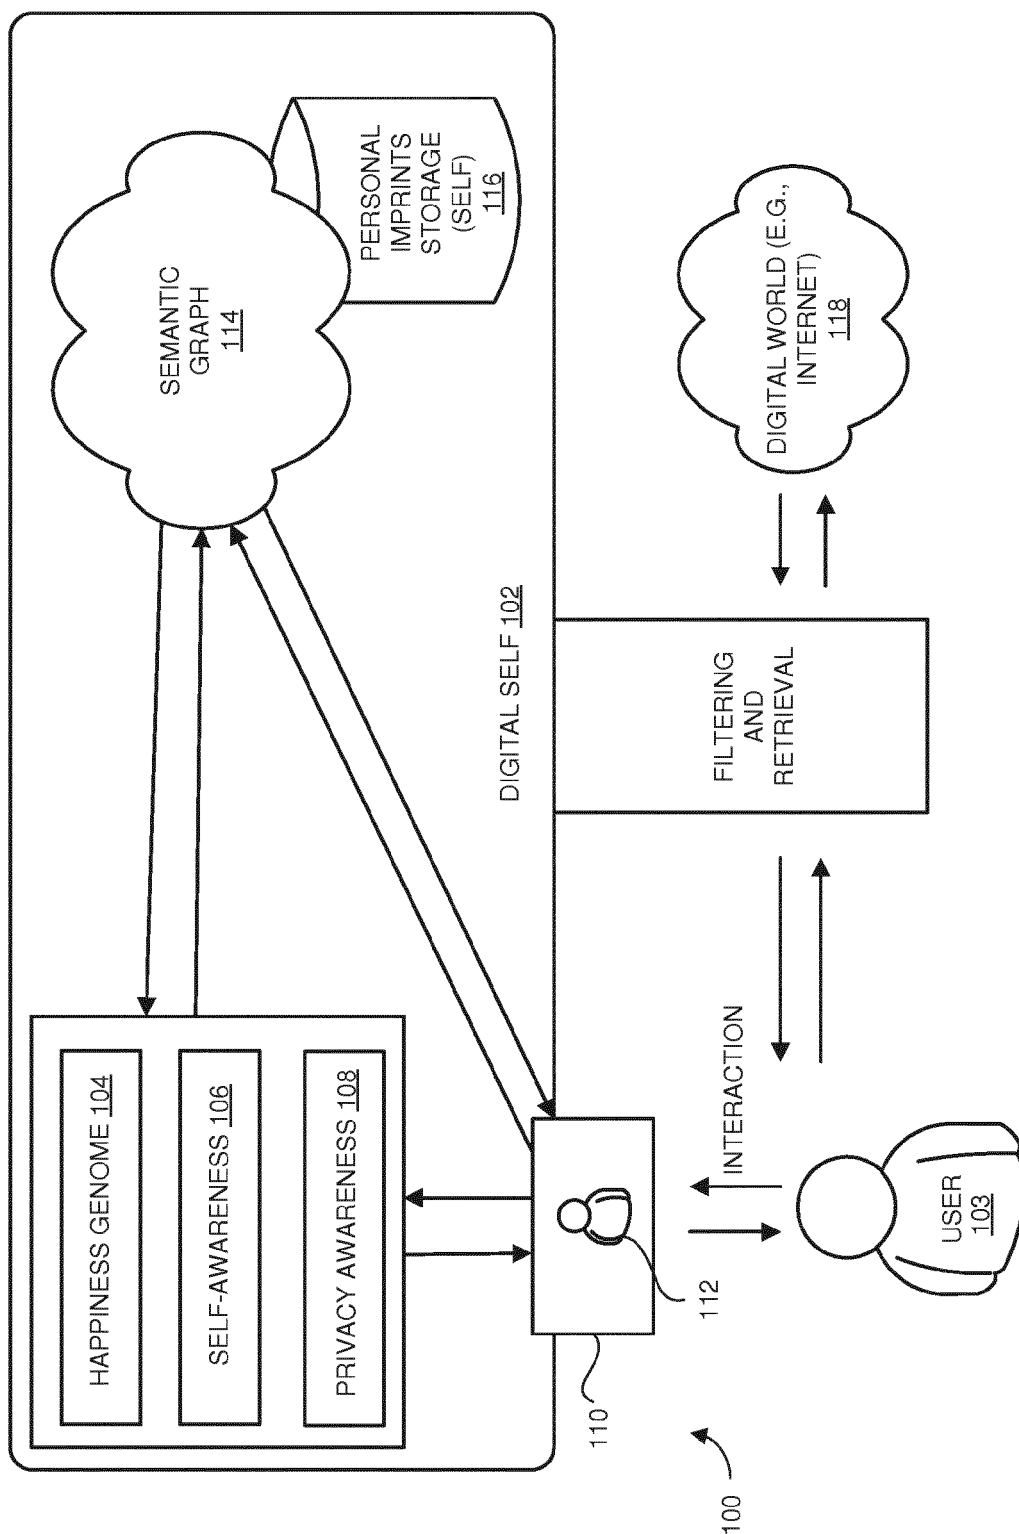 HAPPINESS GENOME 104
SELF-AWARENESS 106
PRIVACY AWARENESS 108
SEMANTIC
GRAPH
114
PERSONAL
IMPRINTS
STORAGE
(SELF)
116
DIGITAL SELF 102
110
112
INTERACTION
FILTERING
AND
RETRIEVAL
DIGITAL WORLD (E.G.,
INTERNET)
118
100
USER
103